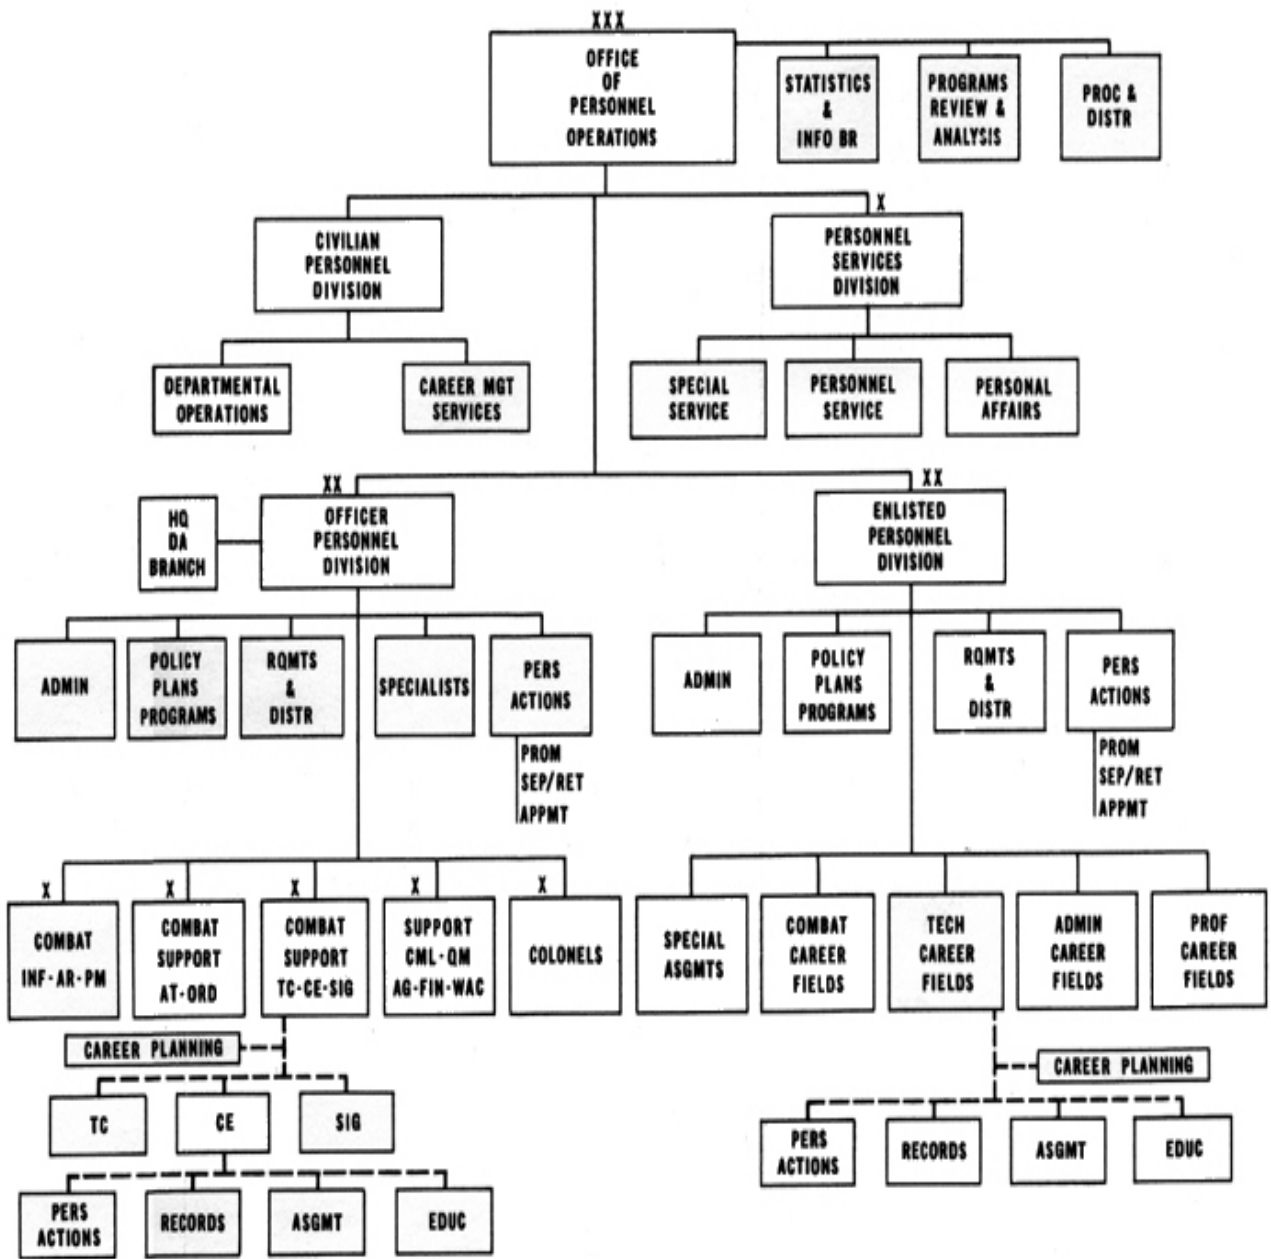 XXX
OFFICE
OF
PERSONNEL
OPERATIONS
STATISTICS
&
INFO BR
PROGRAMS
REVIEW &
ANALYSIS
PROC &
DISTR
CIVILIAN
PERSONNEL
DIVISION
X
PERSONNEL
SERVICES
DIVISION
DEPARTMENTAL
OPERATIONS
CAREER MGT
SERVICES
SPECIAL
SERVICE
PERSONNEL
SERVICE
PERSONAL
AFFAIRS
HQ
DA
BRANCH
XX
OFFICER
PERSONNEL
DIVISION
XX
ENLISTED
PERSONNEL
DIVISION
ADMIN
POLICY
PLANS
PROGRAMS
RQMTS
&
DISTR
SPECIALISTS
PERS
ACTIONS
PROM
SEP/RET
APPMT
ADMIN
POLICY
PLANS
PROGRAMS
RQMTS
&
DISTR
PERS
ACTIONS
PROM
SEP/RET
APPMT
X
COMBAT
INF-AR-PM
X
COMBAT
SUPPORT
AT-ORD
X
COMBAT
SUPPORT
TC-CE-SIG
X
SUPPORT
CML-QM
AG-FIN-WAC
X
COLONELS
SPECIAL
ASGMTS
COMBAT
CAREER
FIELDS
TECH
CAREER
FIELDS
ADMIN
CAREER
FIELDS
PROF
CAREER
FIELDS
CAREER PLANNING
TC
CE
SIG
PERS
ACTIONS
RECORDS
ASGMT
EDUC
CAREER PLANNING
PERS
ACTIONS
RECORDS
ASGMT
EDUC